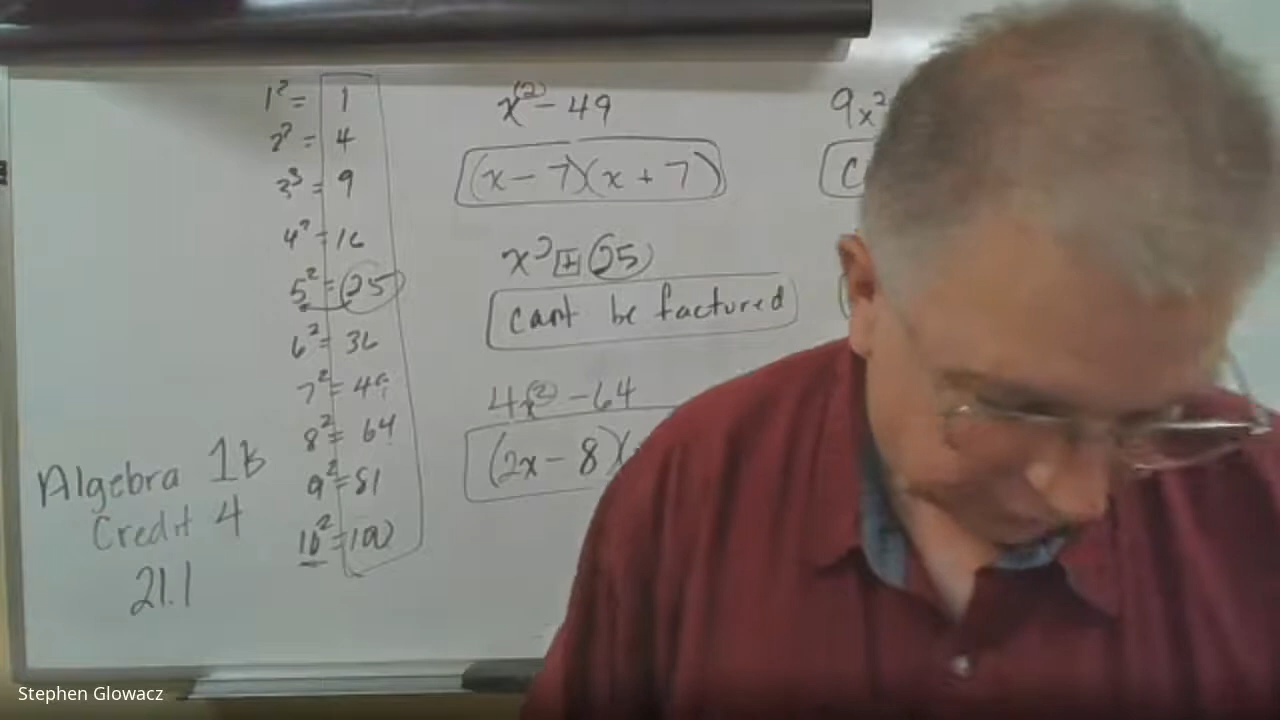 1² = 1
2² = 4
3³ = 9
4² = 16
5² = 25
6² = 36
7² = 49
8² = 64
9² = 81
10² = 100
x² - 49
(x - 7)(x + 7)
x² + 25
cant be factured
4x² - 64
(2x - 8)(
9x²
C
Algebra 1B
Credit 4
21.1
Stephen Glowacz